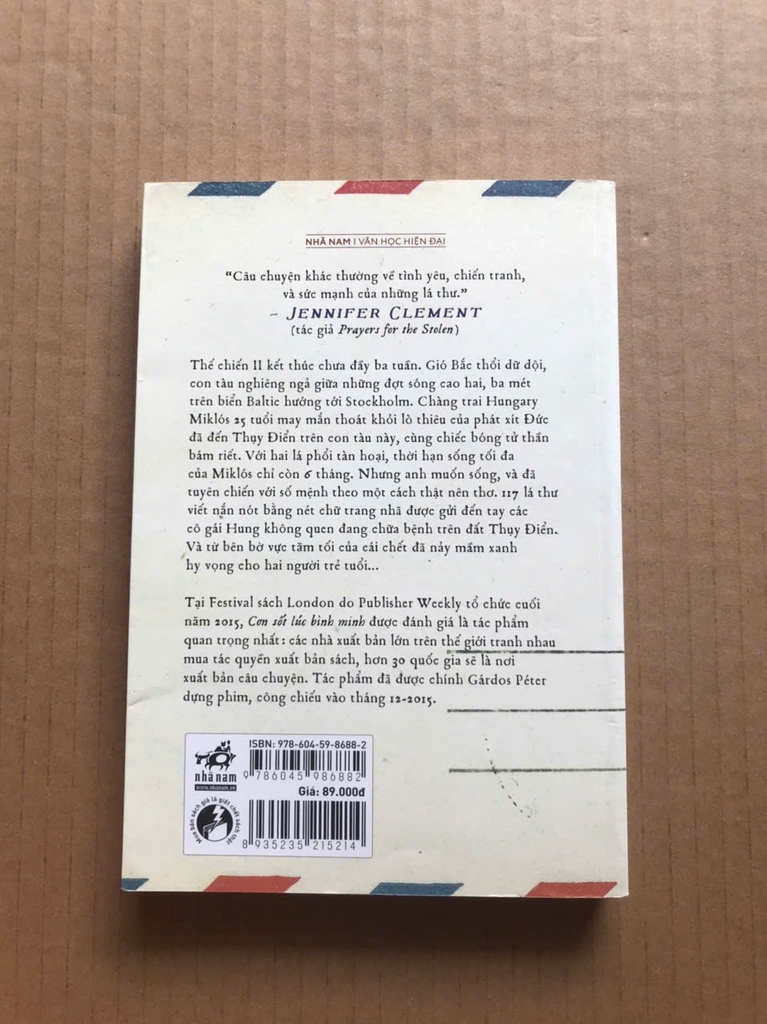 NHÃ NAM | VĂN HỌC HIỆN ĐẠI
“Câu chuyện khác thường về tình yêu, chiến tranh,
và sức mạnh của những lá thư.”
- JENNIFER CLEMENT
(tác giả Prayers for the Stolen)
Thế chiến II kết thúc chưa đầy ba tuần. Gió Bắc thổi dữ dội,
con tàu nghiêng ngả giữa những đợt sóng cao hai, ba mét
trên biển Baltic hướng tới Stockholm. Chàng trai Hungary
Miklós 25 tuổi may mắn thoát khỏi lò thiêu của phát xít Đức
đã đến Thụy Điển trên con tàu này, cùng chiếc bóng tử thần
bám riết. Với hai lá phổi tàn hoại, thời hạn sống tối đa
của Miklós chỉ còn 6 tháng. Nhưng anh muốn sống, và đã
tuyên chiến với số mệnh theo một cách thật nên thơ. 117 lá thư
viết nắn nót bằng nét chữ trang nhã được gửi đến tay các
cô gái Hung không quen đang chữa bệnh trên đất Thụy Điển.
Và từ bên bờ vực tăm tối của cái chết đã nảy mầm xanh
hy vọng cho hai người trẻ tuổi...
Tại Festival sách London do Publisher Weekly tổ chức cuối
năm 2015, Cơn sốt lúc bình minh được đánh giá là tác phẩm
quan trọng nhất: các nhà xuất bản lớn trên thế giới tranh nhau
mua tác quyền xuất bản sách, hơn 30 quốc gia sẽ là nơi
xuất bản câu chuyện. Tác phẩm đã được chính Gárdos Péter
dựng phim, công chiếu vào tháng 12-2015.
nhã nam
www.nhanam.vn
ISBN: 978-604-59-8688-2
9 786045 986882
Giá: 89.000đ
Mua bán sách giả là giết chết sách thật
8 935235 215214